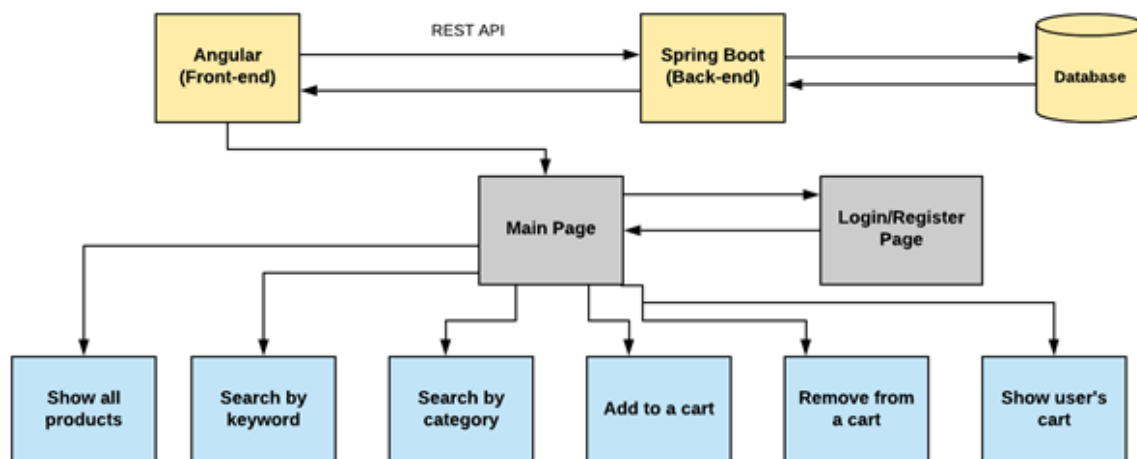 REST API
Angular
(Front-end)
Spring Boot
(Back-end)
Database
Main Page
Login/Register
Page
Show all
products
Search by
keyword
Search by
category
Add to a cart
Remove from
a cart
Show user's
cart